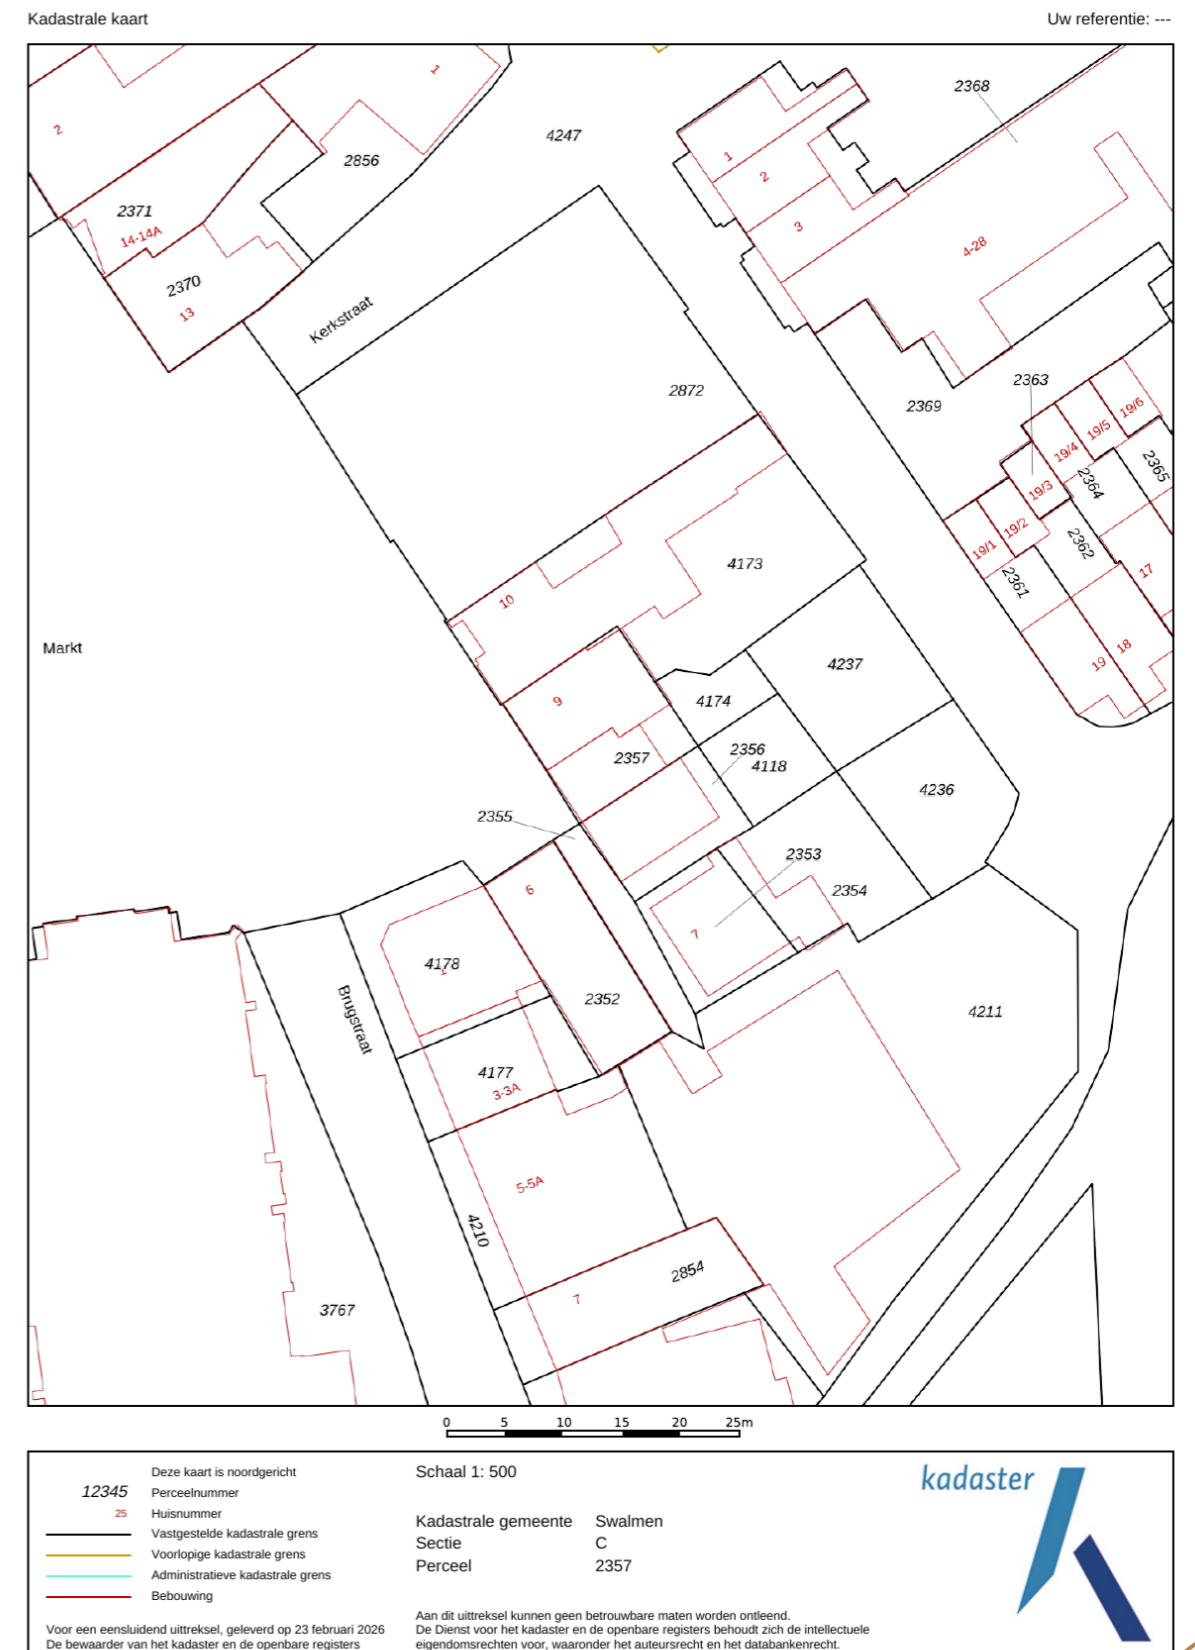 Kadastrale kaart
Uw referentie: ---
1
2
2368
4247
2856
1
2
2371
14-14A
3
4-28
2370
13
Kerkstraat
2872
2363
2369
19/6
19/5
19/4
2365
2364
19/3
19/2
2362
19/1
4173
2361
17
10
Markt
4237
18
19
9
4174
2357
2356
4118
4236
2355
2353
6
2354
7
4178
1
2352
Brugstraat
4211
4177
3-3A
5-5A
4210
2854
7
3767
0 5 10 15 20 25m
Deze kaart is noordgericht
12345 Perceelnummer
25 Huisnummer
Vastgestelde kadastrale grens
Voorlopige kadastrale grens
Administratieve kadastrale grens
Bebouwing
Voor een eensluidend uittreksel, geleverd op 23 februari 2026
De bewaarder van het kadaster en de openbare registers
Schaal 1: 500
Kadastrale gemeente Swalmen
Sectie C
Perceel 2357
Aan dit uittreksel kunnen geen betrouwbare maten worden ontleend.
De Dienst voor het kadaster en de openbare registers behoudt zich de intellectuele
eigendomsrechten voor, waaronder het auteursrecht en het databankenrecht.
kadaster